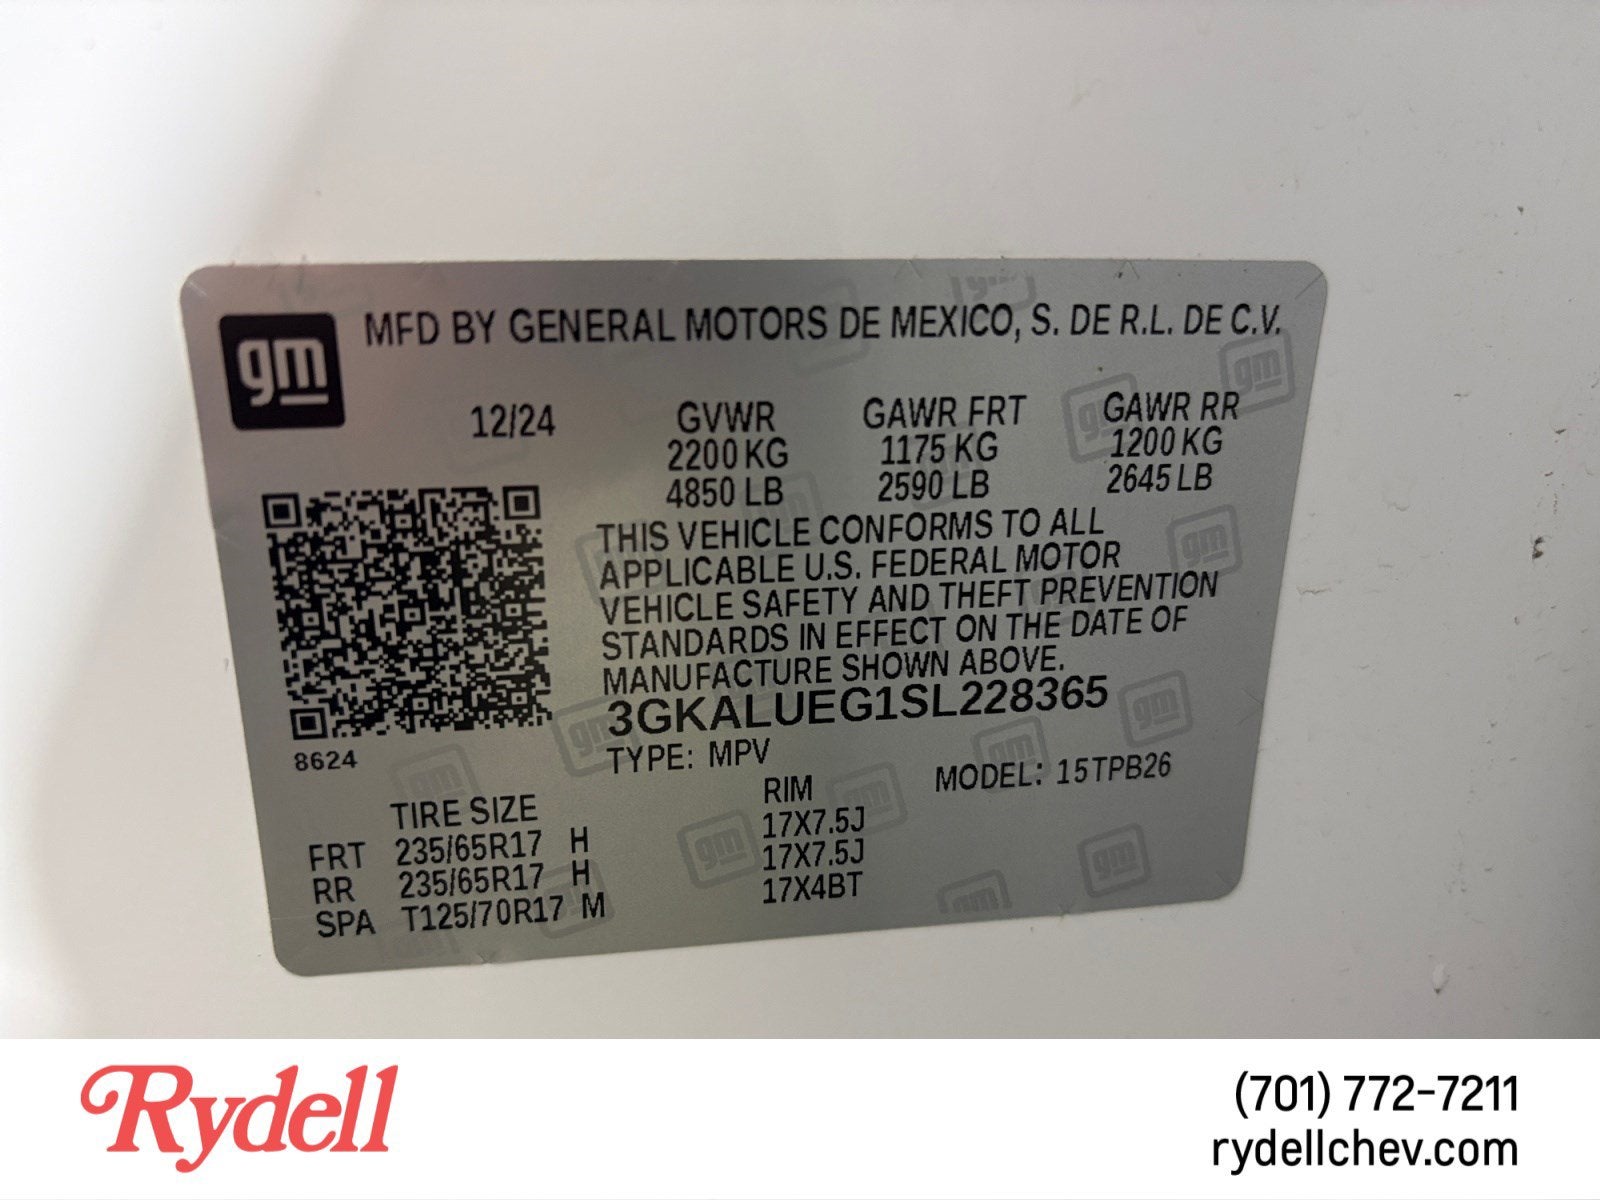 gm
MFD BY GENERAL MOTORS DE MEXICO, S. DE R.L. DE C.V.
12/24 GVWR GAWR FRT GAWR RR
2200 KG 1175 KG 1200 KG
4850 LB 2590 LB 2645 LB
THIS VEHICLE CONFORMS TO ALL
APPLICABLE U.S. FEDERAL MOTOR
VEHICLE SAFETY AND THEFT PREVENTION
STANDARDS IN EFFECT ON THE DATE OF
MANUFACTURE SHOWN ABOVE.
3GKALUEG1SL228365
8624
TYPE: MPV
MODEL: 15TPB26
TIRE SIZE RIM
FRT 235/65R17 H 17X7.5J
RR 235/65R17 H 17X7.5J
SPA T125/70R17 M 17X4BT
Rydell
(701) 772-7211
rydellchev.com